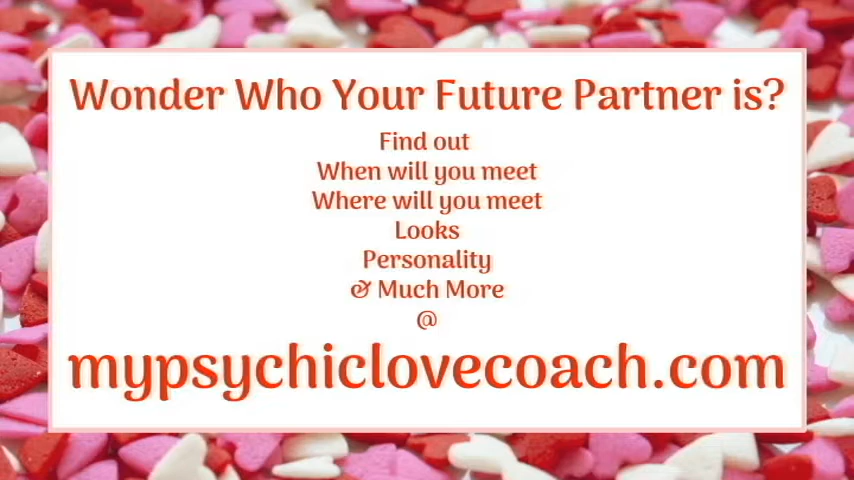 Wonder Who Your Future Partner is?
Find out
When will you meet
Where will you meet
Looks
Personality
& Much More
@
mypsychiclovecoach.com